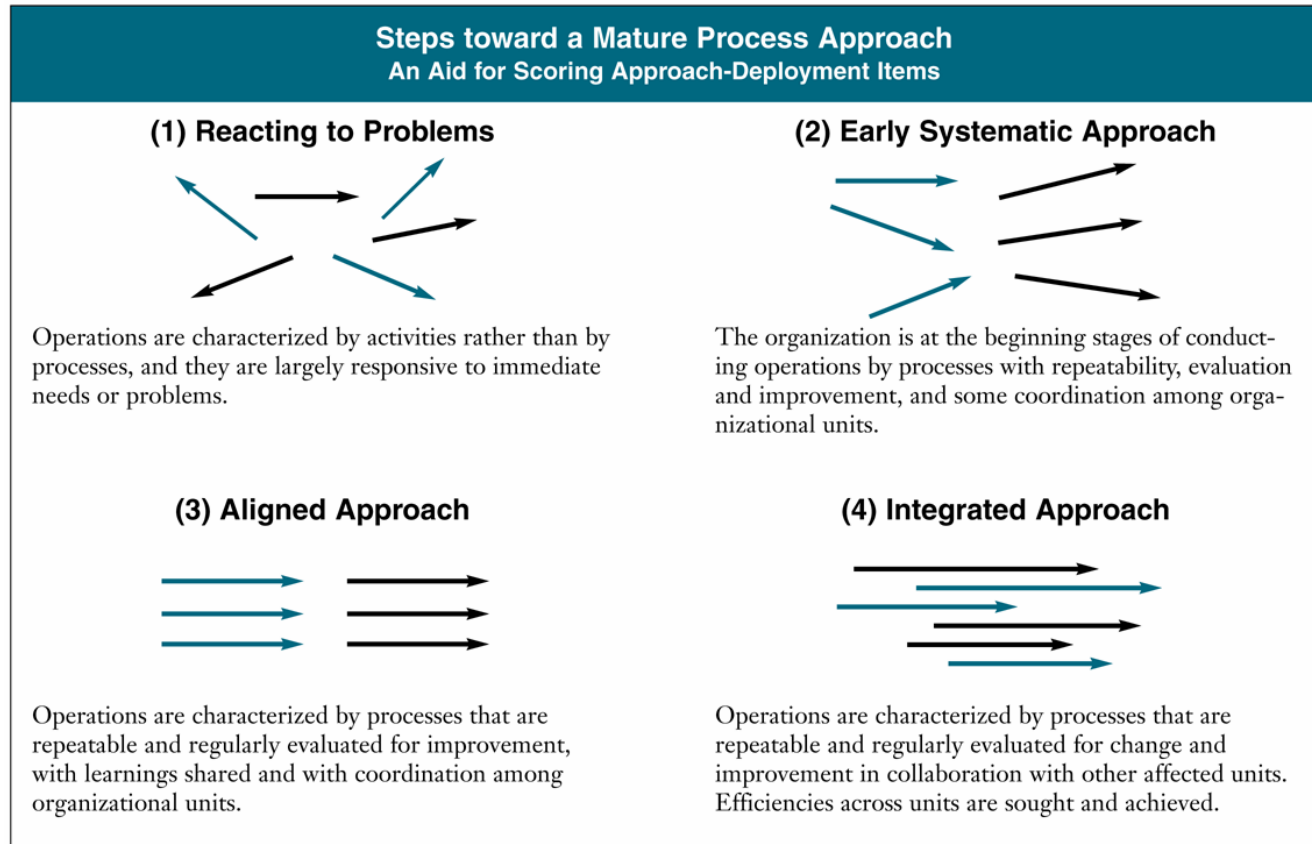 Steps toward a Mature Process Approach
An Aid for Scoring Approach-Deployment Items
(1) Reacting to Problems
Operations are characterized by activities rather than by
processes, and they are largely responsive to immediate
needs or problems.
(2) Early Systematic Approach
The organization is at the beginning stages of conduct-
ing operations by processes with repeatability, evaluation
and improvement, and some coordination among orga-
nizational units.
(3) Aligned Approach
Operations are characterized by processes that are
repeatable and regularly evaluated for improvement,
with learnings shared and with coordination among
organizational units.
(4) Integrated Approach
Operations are characterized by processes that are
repeatable and regularly evaluated for change and
improvement in collaboration with other affected units.
Efficiencies across units are sought and achieved.